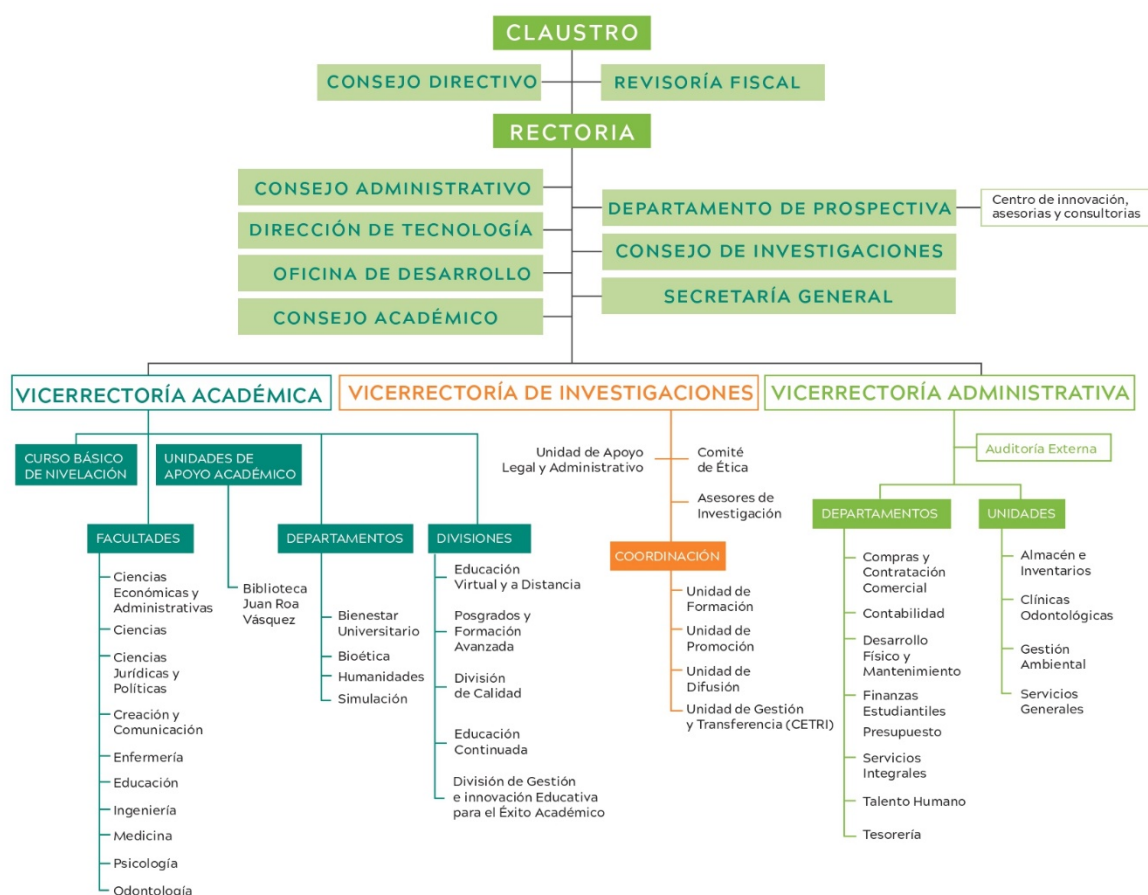 CLAUSTRO
CONSEJO DIRECTIVO
REVISORÍA FISCAL
RECTORIA
CONSEJO ADMINISTRATIVO
DIRECCIÓN DE TECNOLOGÍA
OFICINA DE DESARROLLO
CONSEJO ACADÉMICO
DEPARTAMENTO DE PROSPECTIVA
Centro de innovación,
asesorias y consultorias
CONSEJO DE INVESTIGACIONES
SECRETARÍA GENERAL
VICERRECTORÍA ACADÉMICA
CURSO BÁSICO
DE NIVELACIÓN
UNIDADES DE
APOYO ACADÉMICO
Biblioteca
Juan Roa
Vásquez
FACULTADES
Ciencias
Económicas y
Administrativas
Ciencias
Ciencias
Jurídicas y
Políticas
Creación y
Comunicación
Enfermería
Educación
Ingeniería
Medicina
Psicología
Odontología
DEPARTAMENTOS
Bienestar
Universitario
Bioética
Humanidades
Simulación
DIVISIONES
Educación
Virtual y a Distancia
Posgrados y
Formación
Avanzada
División
de Calidad
Educación
Continuada
División de Gestión
e innovación Educativa
para el Éxito Académico
VICERRECTORÍA DE INVESTIGACIONES
Unidad de Apoyo
Legal y Administrativo
Comité
de Ética
Asesores de
Investigación
COORDINACIÓN
Unidad de
Formación
Unidad de
Promoción
Unidad de
Difusión
Unidad de Gestión
y Transferencia (CETRI)
VICERRECTORÍA ADMINISTRATIVA
Auditoría Externa
DEPARTAMENTOS
Compras y
Contratación
Comercial
Contabilidad
Desarrollo
Físico y
Mantenimiento
Finanzas
Estudiantiles
Presupuesto
Servicios
Integrales
Talento Humano
Tesorería
UNIDADES
Almacén e
Inventarios
Clínicas
Odontológicas
Gestión
Ambiental
Servicios
Generales